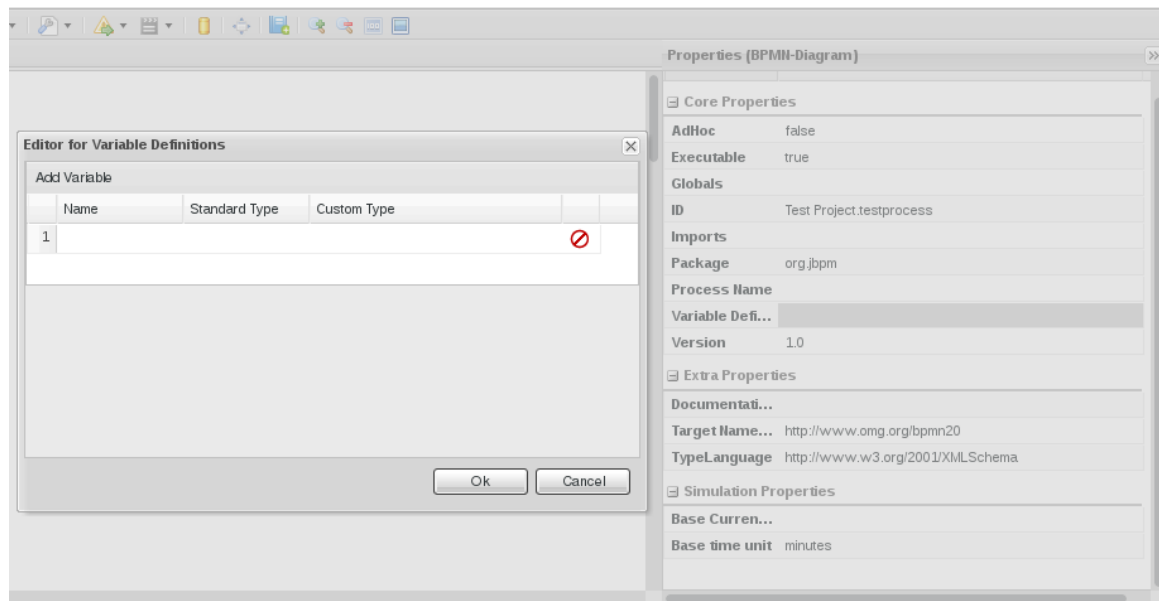 Properties (BPMN-Diagram)
Core Properties
AdHoc false
Executable true
Globals
ID Test Project.testprocess
Imports
Package org.jbpm
Process Name
Variable Defi...
Version 1.0
Extra Properties
Documentati...
Target Name... http://www.omg.org/bpmn20
TypeLanguage http://www.w3.org/2001/XMLSchema
Simulation Properties
Base Curren...
Base time unit minutes
Editor for Variable Definitions
Add Variable
Name Standard Type Custom Type
1
Ok Cancel